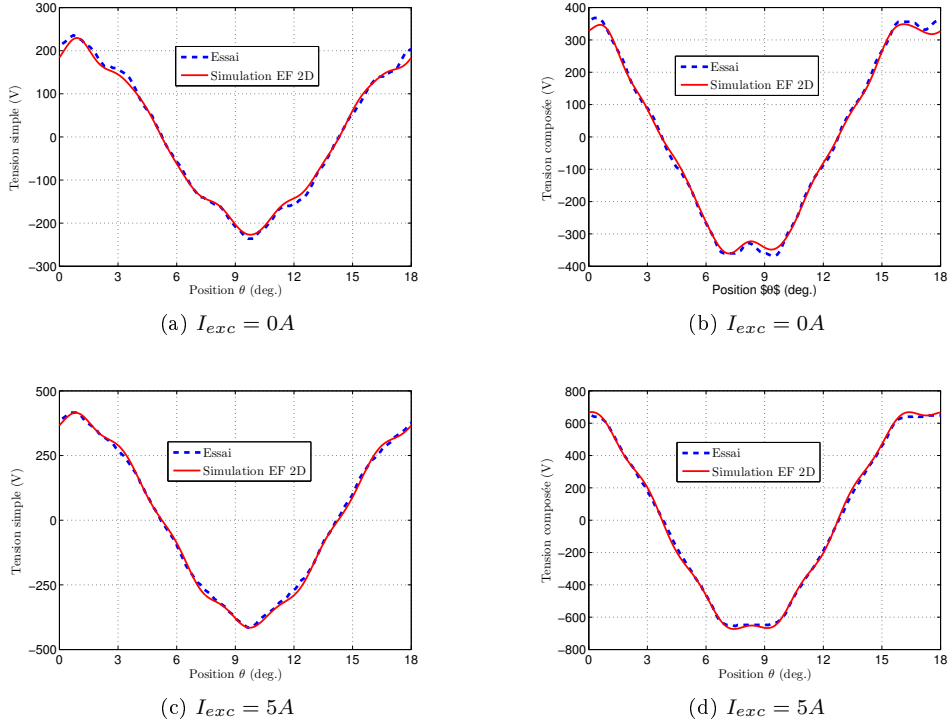 300
200
100
0
−100
−200
−300
0 3 6 9 12 15 18
Tension simple (V)
Position θ (deg.)
Essai
Simulation EF 2D
(a) I_exc = 0A
400
300
200
100
0
−100
−200
−300
−400
0 3 6 9 12 15 18
Tension composée (V)
Position $θ$ (deg.)
Essai
Simulation EF 2D
(b) I_exc = 0A
500
250
0
−250
−500
0 3 6 9 12 15 18
Tension simple (V)
Position θ (deg.)
Essai
Simulation EF 2D
(c) I_exc = 5A
800
600
400
200
0
−200
−400
−600
−800
0 3 6 9 12 15 18
Tension composée (V)
Position θ (deg.)
Essai
Simulation EF 2D
(d) I_exc = 5A